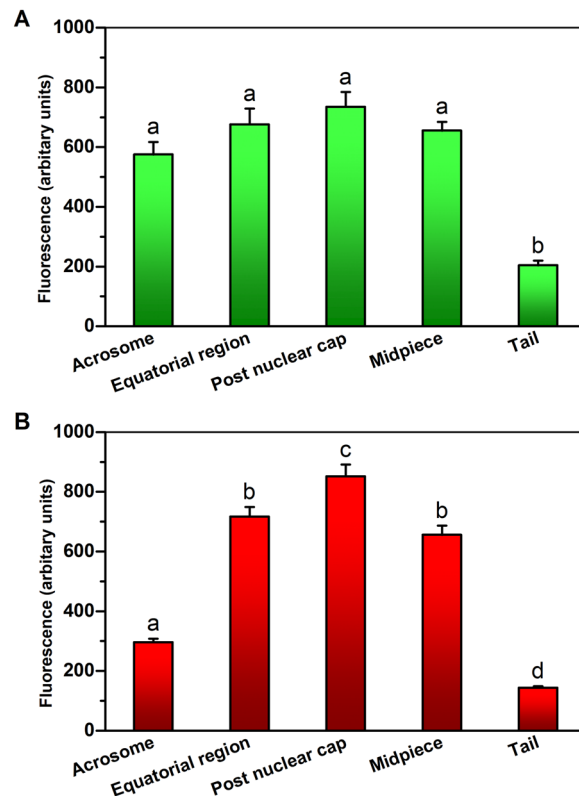 A
1000
800
600
400
200
0
Fluorescence (arbitary units)
a
a
a
a
b
Acrosome
Equatorial region
Post nuclear cap
Midpiece
Tail
B
1000
800
600
400
200
0
Fluorescence (arbitary units)
a
b
c
b
d
Acrosome
Equatorial region
Post nuclear cap
Midpiece
Tail